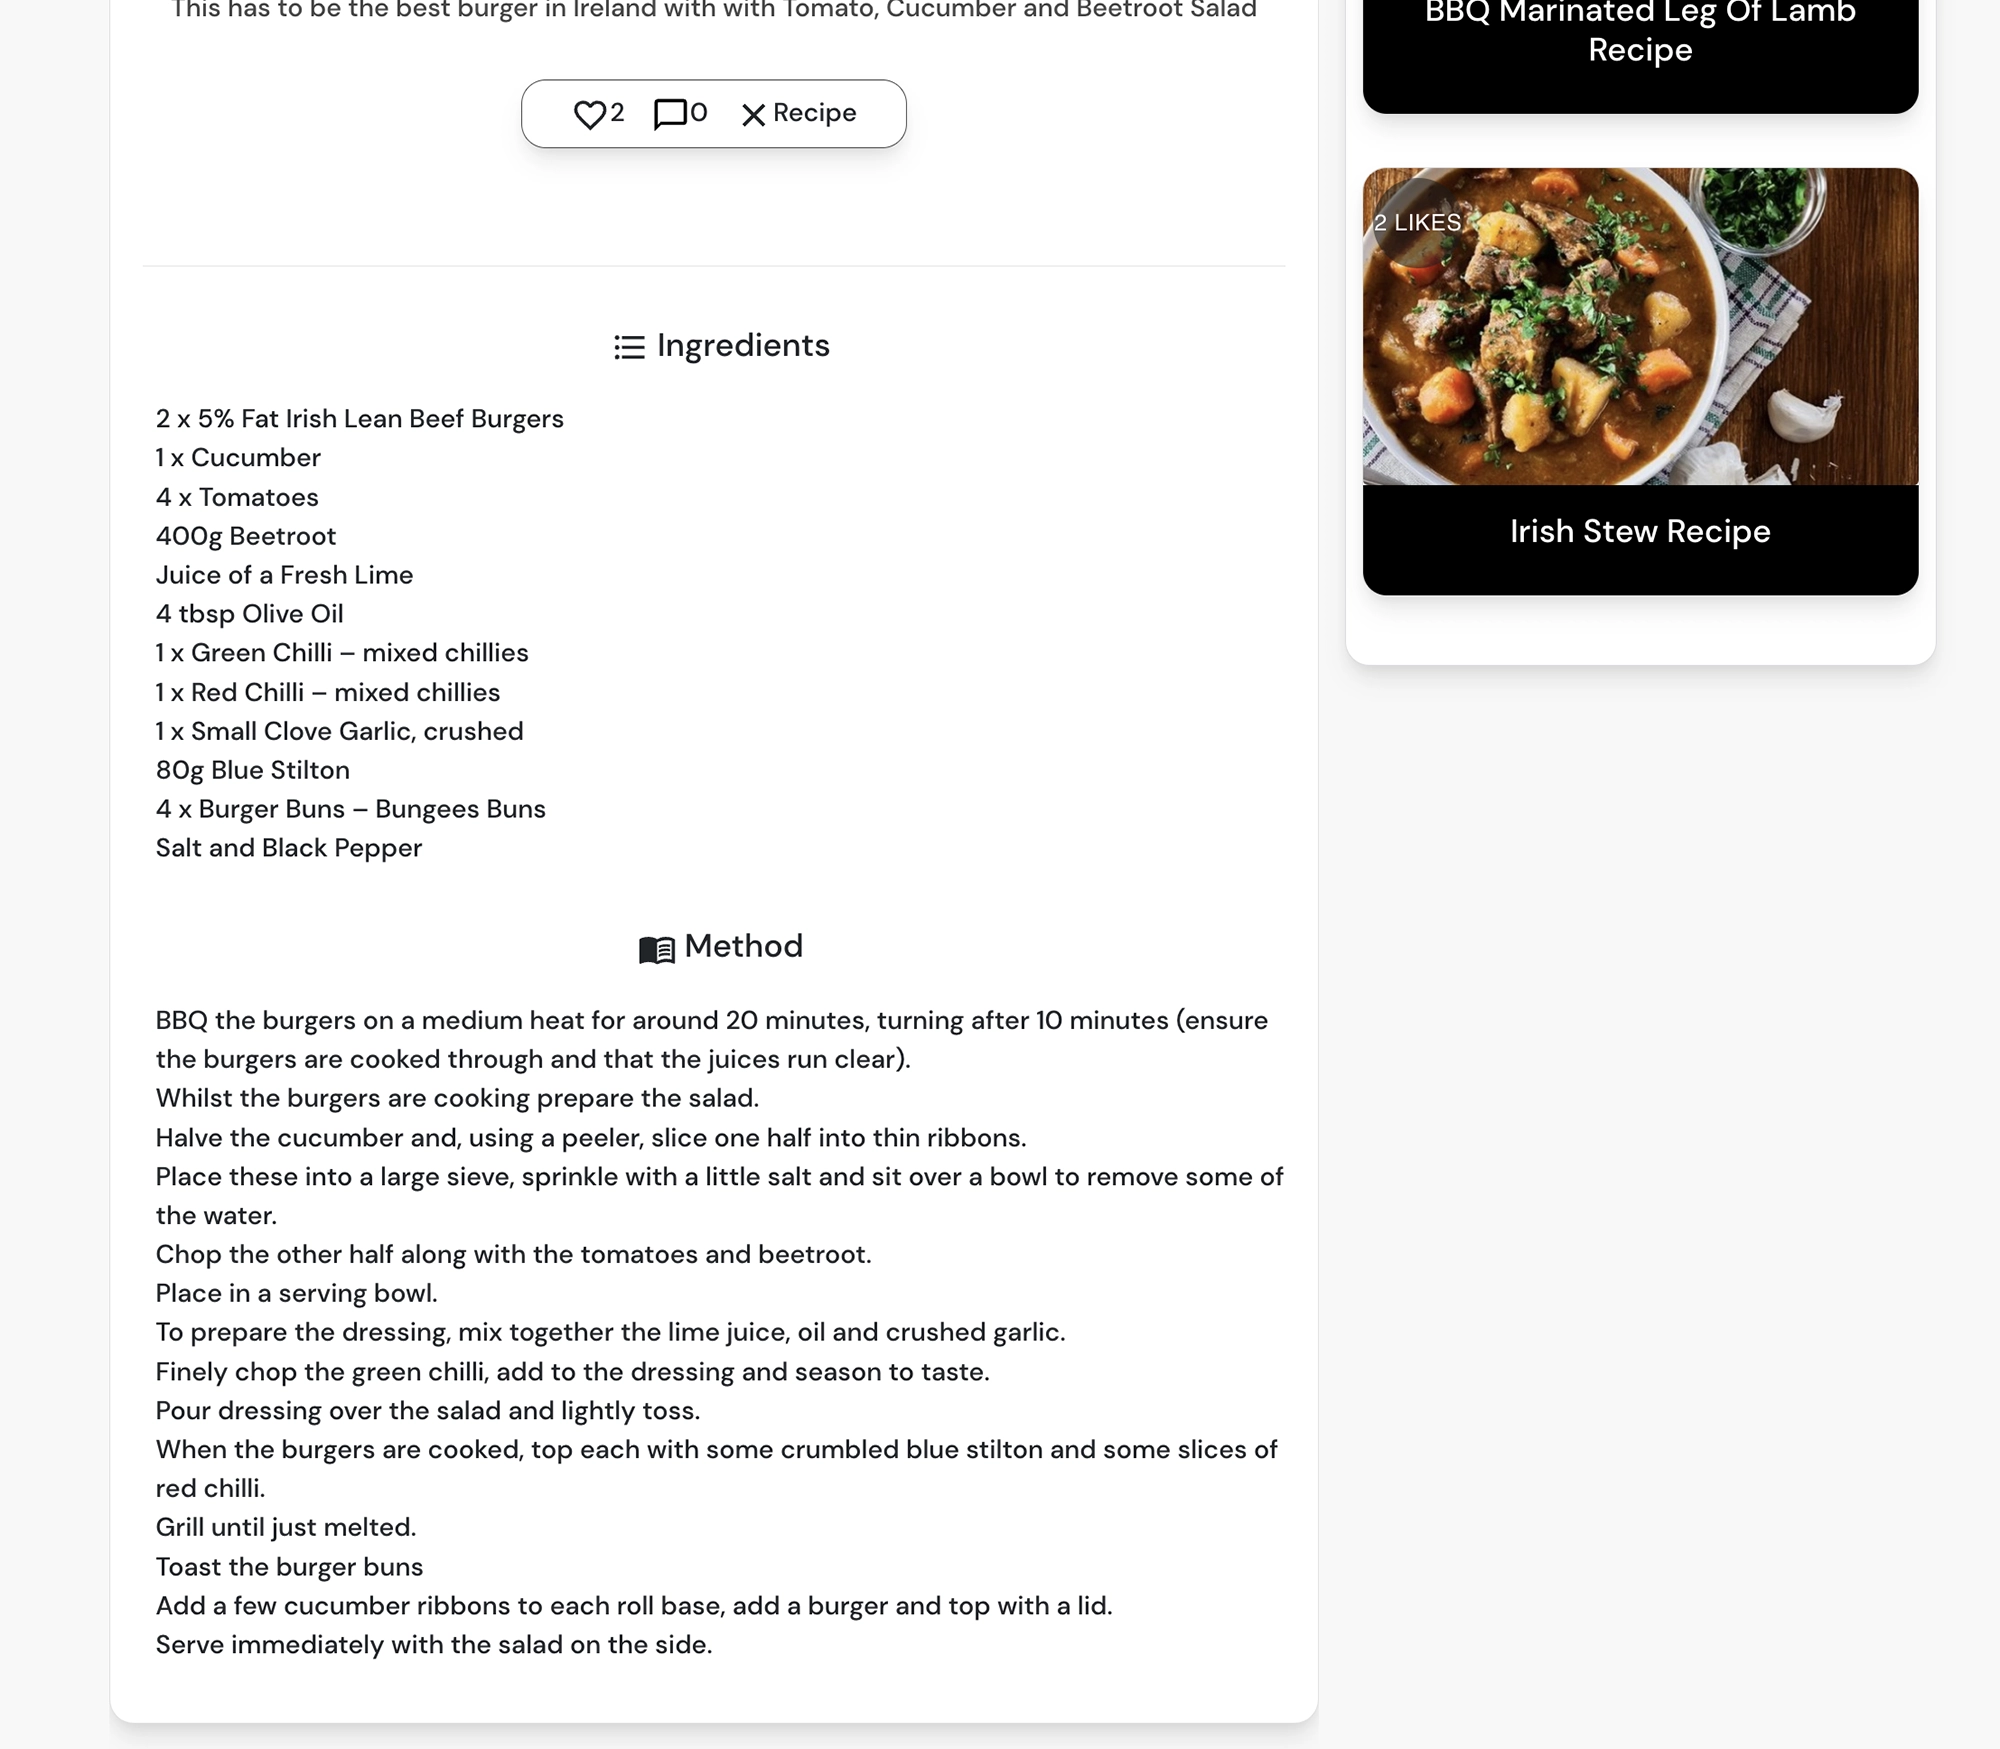 This has to be the best burger in Ireland with with Tomato, Cucumber and Beetroot Salad
2 0 Recipe
Ingredients
2 x 5% Fat Irish Lean Beef Burgers
1 x Cucumber
4 x Tomatoes
400g Beetroot
Juice of a Fresh Lime
4 tbsp Olive Oil
1 x Green Chilli – mixed chillies
1 x Red Chilli – mixed chillies
1 x Small Clove Garlic, crushed
80g Blue Stilton
4 x Burger Buns – Bungees Buns
Salt and Black Pepper
Method
BBQ the burgers on a medium heat for around 20 minutes, turning after 10 minutes (ensure
the burgers are cooked through and that the juices run clear).
Whilst the burgers are cooking prepare the salad.
Halve the cucumber and, using a peeler, slice one half into thin ribbons.
Place these into a large sieve, sprinkle with a little salt and sit over a bowl to remove some of
the water.
Chop the other half along with the tomatoes and beetroot.
Place in a serving bowl.
To prepare the dressing, mix together the lime juice, oil and crushed garlic.
Finely chop the green chilli, add to the dressing and season to taste.
Pour dressing over the salad and lightly toss.
When the burgers are cooked, top each with some crumbled blue stilton and some slices of
red chilli.
Grill until just melted.
Toast the burger buns
Add a few cucumber ribbons to each roll base, add a burger and top with a lid.
Serve immediately with the salad on the side.
BBQ Marinated Leg Of Lamb
Recipe
2 LIKES
Irish Stew Recipe